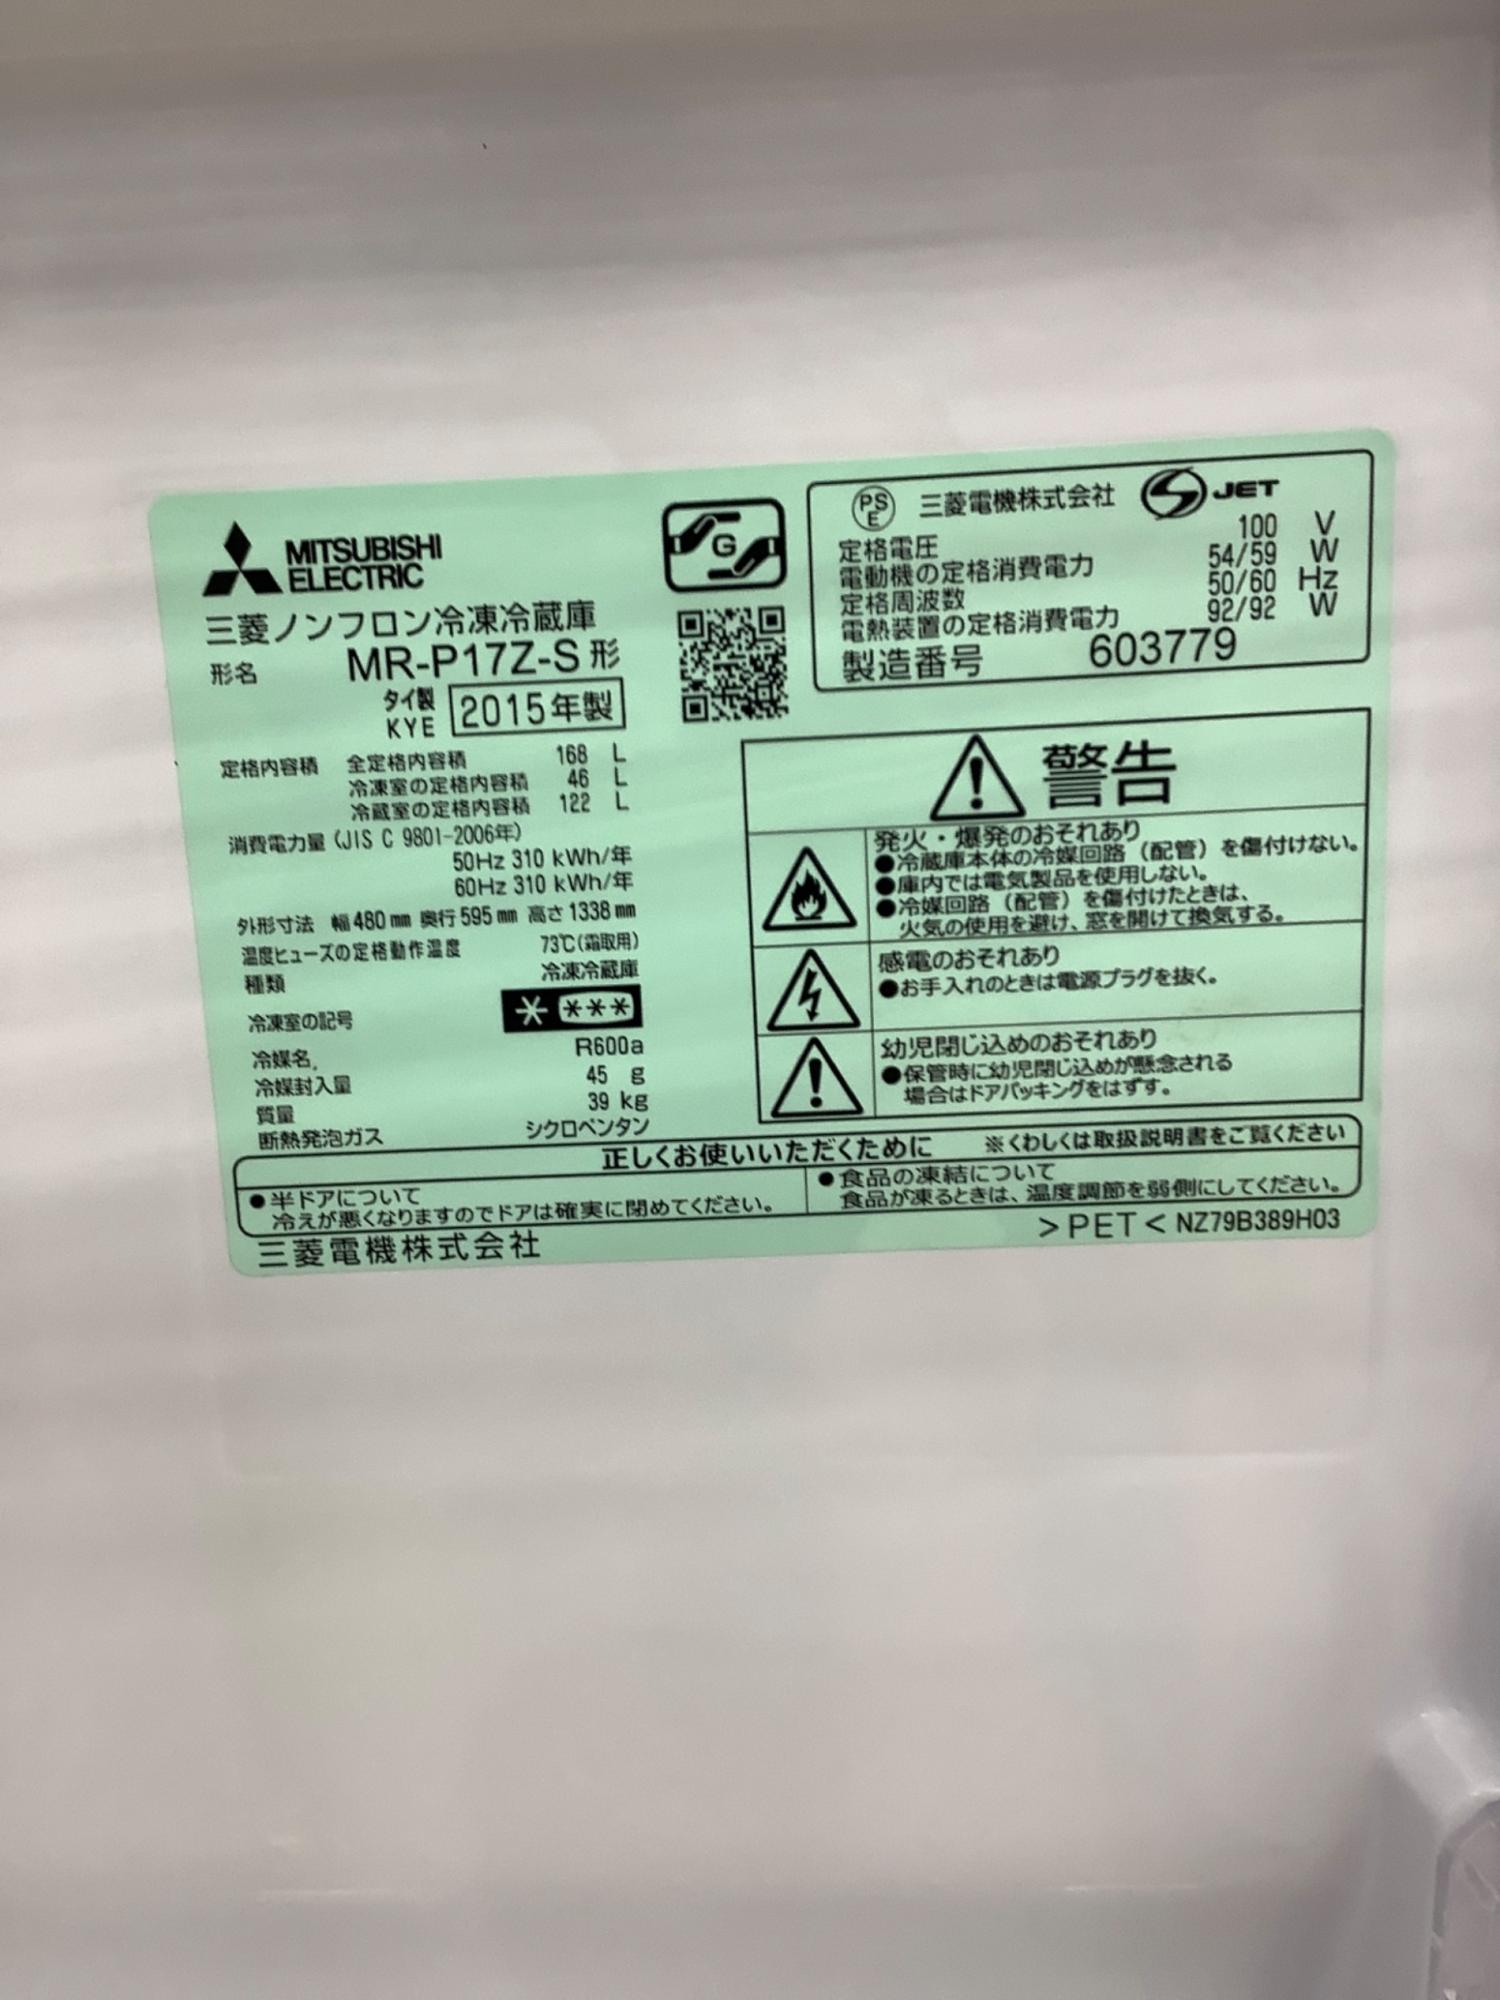 MITSUBISHI
ELECTRIC
三菱ノンフロン冷凍冷蔵庫
形名 MR-P17Z-S 形
タイ製
KYE 2015年製
定格内容積 全定格内容積 168 L
冷凍室の定格内容積 46 L
冷蔵室の定格内容積 122 L
消費電力量 (JIS C 9801-2006年)
50Hz 310 kWh/年
60Hz 310 kWh/年
外形寸法 幅480mm 奥行595mm 高さ1338mm
温度ヒューズの定格動作温度 73℃(霜取用)
種類 冷凍冷蔵庫
冷凍室の記号 * ***
冷媒名 R600a
冷媒封入量 45 g
質量 39 kg
断熱発泡ガス シクロペンタン
G
PS
E 三菱電機株式会社 S JET
定格電圧 100 V
電動機の定格消費電力 54/59 W
定格周波数 50/60 Hz
電熱装置の定格消費電力 92/92 W
製造番号 603779
警告
発火・爆発のおそれあり
●冷蔵庫本体の冷媒回路（配管）を傷付けない。
●庫内では電気製品を使用しない。
●冷媒回路（配管）を傷付けたときは、
火気の使用を避け、窓を開けて換気する。
感電のおそれあり
●お手入れのときは電源プラグを抜く。
幼児閉じ込めのおそれあり
●保管時に幼児閉じ込めが懸念される
場合はドアパッキングをはずす。
正しくお使いいただくために ※くわしくは取扱説明書をご覧ください
●半ドアについて
冷えが悪くなりますのでドアは確実に閉めてください。
●食品の凍結について
食品が凍るときは、温度調節を弱側にしてください。
三菱電機株式会社
>PET< NZ79B389H03